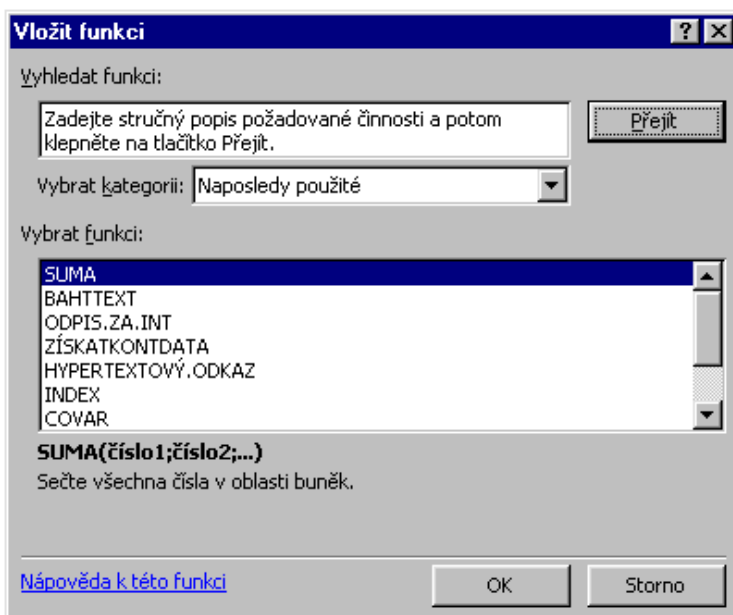 Vložit funkci
Vyhledat funkci:
Zadejte stručný popis požadované činnosti a potom
klepněte na tlačítko Přejít.
Přejít
Vybrat kategorii: Naposledy použité
Vybrat funkci:
SUMA
BAHTTEXT
ODPIS.ZA.INT
ZÍSKATKONTDATA
HYPERTEXTOVÝ.ODKAZ
INDEX
COVAR
SUMA(číslo1;číslo2;...)
Sečte všechna čísla v oblasti buněk.
Nápověda k této funkci
OK
Storno